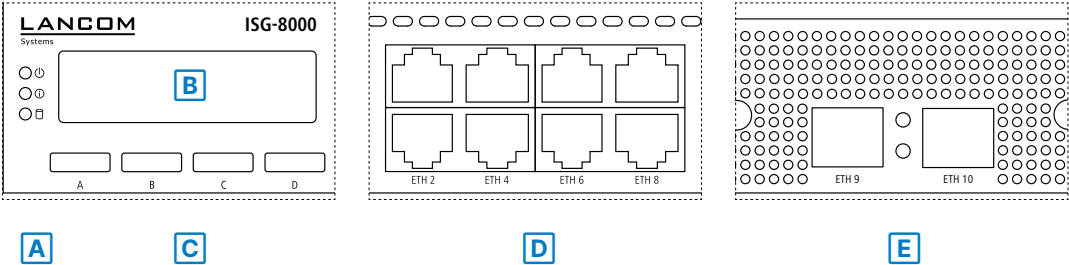 LANCOM
Systems
ISG-8000
B
A B C D
ETH 2 ETH 4 ETH 6 ETH 8
ETH 9 ETH 10
A C D E